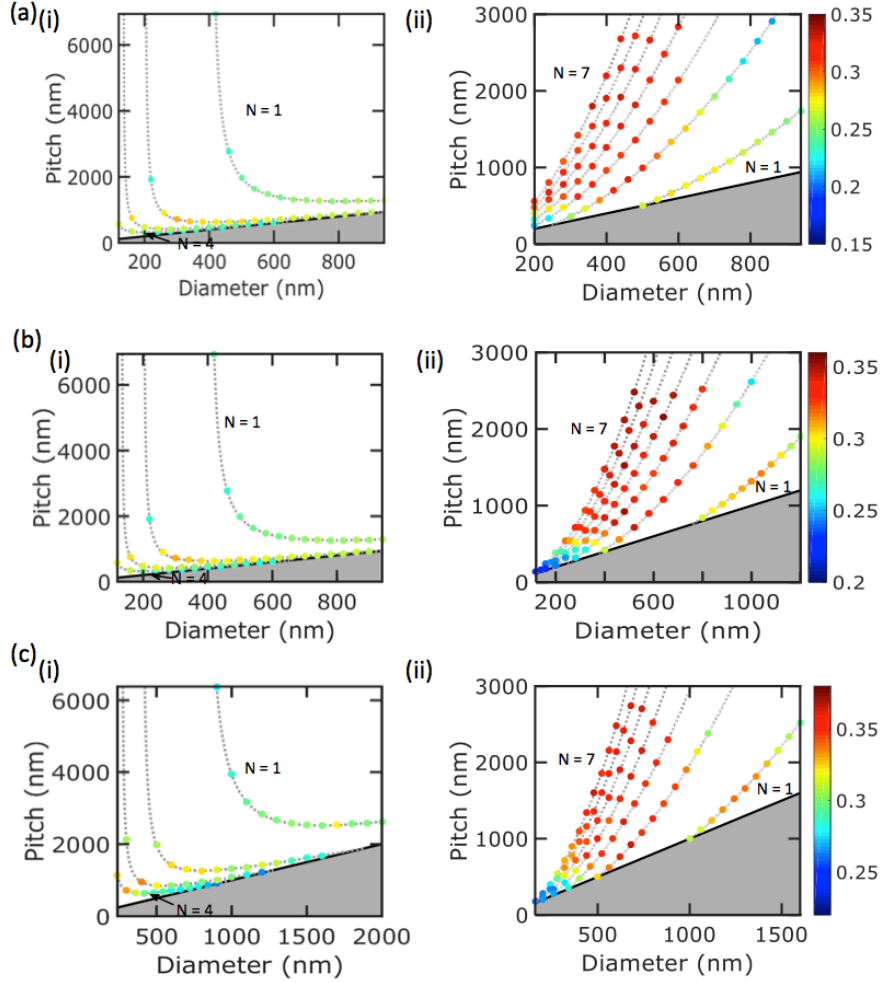 (a)
(i)
6000
4000
2000
0
Pitch (nm)
N = 1
N = 4
200 400 600 800
Diameter (nm)
(ii)
3000
2000
1000
0
Pitch (nm)
N = 7
N = 1
200 400 600 800
Diameter (nm)
0.35
0.3
0.25
0.2
0.15
(b)
(i)
6000
4000
2000
0
Pitch (nm)
N = 1
N = 4
200 400 600 800
Diameter (nm)
(ii)
3000
2000
1000
0
Pitch (nm)
N = 7
N = 1
200 600 1000
Diameter (nm)
0.35
0.3
0.25
0.2
(c)
(i)
6000
4000
2000
0
Pitch (nm)
N = 1
N = 4
500 1000 1500 2000
Diameter (nm)
(ii)
3000
2000
1000
0
Pitch (nm)
N = 7
N = 1
500 1000 1500
Diameter (nm)
0.35
0.3
0.25